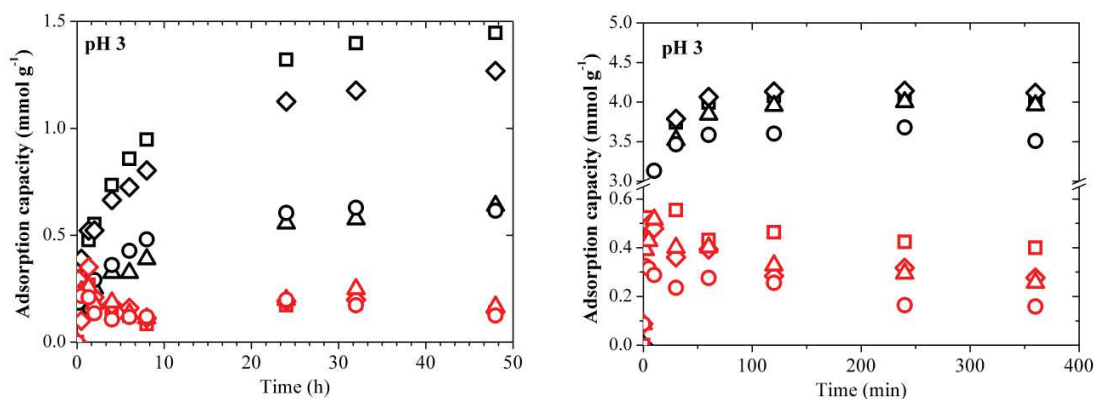 pH 3
Adsorption capacity (mmol g⁻¹)
1.5
1.0
0.5
0.0
0 10 20 30 40 50
Time (h)
pH 3
Adsorption capacity (mmol g⁻¹)
5.0
4.5
4.0
3.5
3.0
0.6
0.4
0.2
0.0
0 100 200 300 400
Time (min)